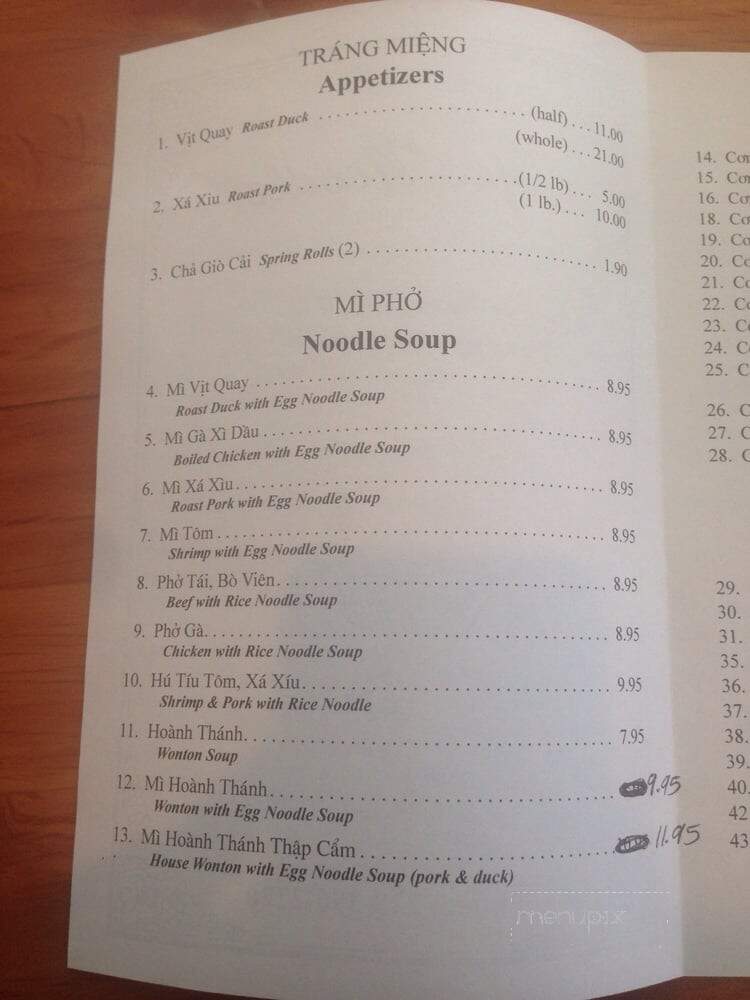 TRÁNG MIỆNG
Appetizers
1. Vịt Quay Roast Duck .............................. (half) ... 11.00
(whole) ... 21.00
2. Xá Xíu Roast Pork .............................. (1/2 lb) ... 5.00
(1 lb.) ... 10.00
3. Chả Giò Cải Spring Rolls (2) .............................. 1.90
MÌ PHỞ
Noodle Soup
4. Mì Vịt Quay .............................. 8.95
Roast Duck with Egg Noodle Soup
5. Mì Gà Xì Dầu .............................. 8.95
Boiled Chicken with Egg Noodle Soup
6. Mì Xá Xìu .............................. 8.95
Roast Pork with Egg Noodle Soup
7. Mì Tôm .............................. 8.95
Shrimp with Egg Noodle Soup
8. Phở Tái, Bò Viên .............................. 8.95
Beef with Rice Noodle Soup
9. Phở Gà .............................. 8.95
Chicken with Rice Noodle Soup
10. Hú Tíu Tôm, Xá Xíu .............................. 9.95
Shrimp & Pork with Rice Noodle
11. Hoành Thánh .............................. 7.95
Wonton Soup
12. Mì Hoành Thánh .............................. 9.95
Wonton with Egg Noodle Soup
13. Mì Hoành Thánh Thập Cẩm .............................. 11.95
House Wonton with Egg Noodle Soup (pork & duck)
14. Cơ
15. Cơ
16. Cơ
18. Cơ
19. C
20. C
21. C
22. C
23. C
24. C
25. C
26. C
27. C
28. C
29.
30.
31.
35.
36.
37.
38.
39.
40.
42
43
menupix